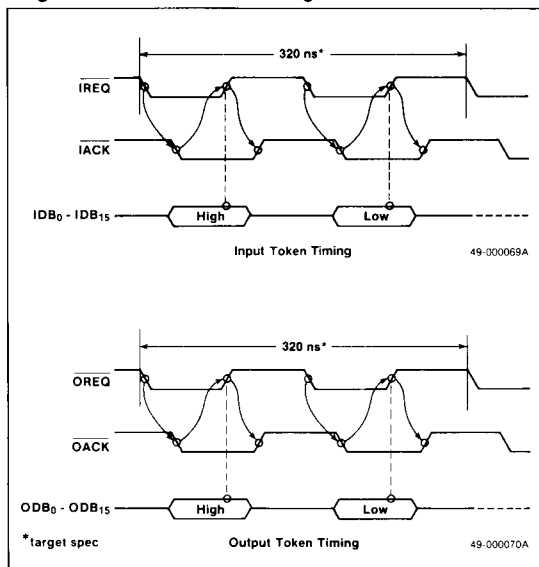 320 ns*
IREQ
IACK
IDB₀ - IDB₁₅
High
Low
Input Token Timing
49-000069A
320 ns*
OREQ
OACK
ODB₀ - ODB₁₅
High
Low
*target spec
Output Token Timing
49-000070A